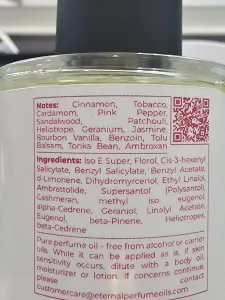 Notes: Cinnamon, Tobacco,
Cardamom, Pink Pepper,
Sandalwood, Patchouli,
Heliotrope, Geranium, Jasmine,
Bourbon Vanilla, Benzoin, Tolu
Balsam, Tonka Bean, Ambroxan
Ingredients: Iso E Super, Florol, Cis-3-hexenyl
Salicylate, Benzyl Salicylate, Benzyl Acetate,
d-Limonene, Dihydromyrcenol, Ethyl Linalol,
Ambrettolide, Supersantol (Polysantol),
Cashmeran, methyl iso eugenol,
alpha-Cedrene, Geraniol, Linalyl Acetate,
Eugenol, beta-Pinene, Heliotropex,
beta-Cedrene
Pure perfume oil – free from alcohol or carrier
oils. While it can be applied as is, if skin
sensitivity occurs, dilute with a body oil,
moisturizer or lotion. if concerns continue,
please contact
customercare@eternalperfumeoils.com